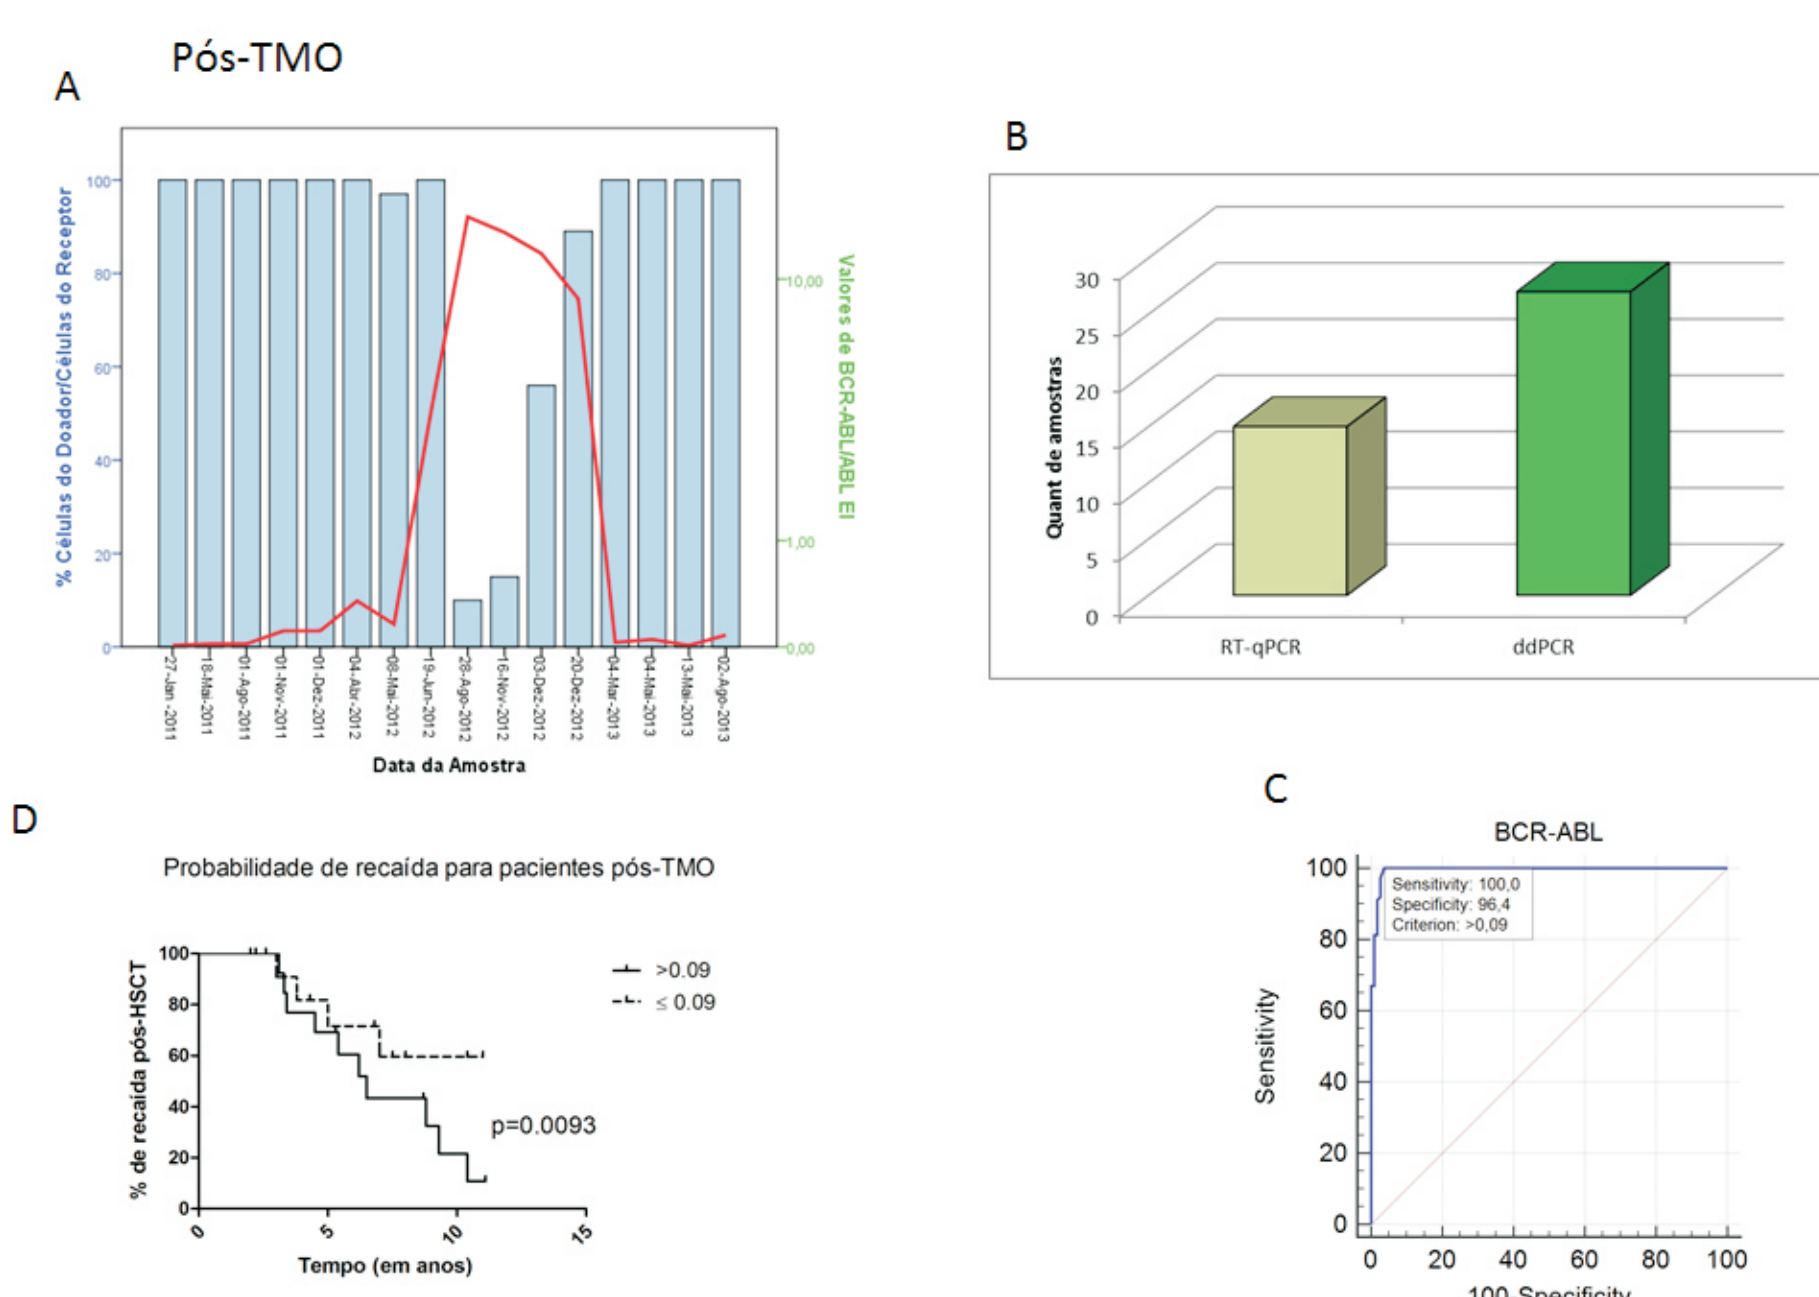 Pós-TMO
A
% Células do Doador/Células do Receptor
100
80
60
40
20
0
Valores de BCR-ABL/ABL EI
10,00
1,00
0,00
27-Jan-2011
18-Mai-2011
01-Ago-2011
01-Nov-2011
01-Dez-2011
04-Abr-2012
08-Mai-2012
19-Jun-2012
28-Ago-2012
16-Nov-2012
03-Dez-2012
20-Dez-2012
04-Mar-2013
04-Mai-2013
13-Mai-2013
02-Ago-2013
Data da Amostra
B
Quant de amostras
30
25
20
15
10
5
0
RT-qPCR
ddPCR
D
Probabilidade de recaída para pacientes pós-TMO
% de recaída pós-HSCT
100
80
60
40
20
0
0
5
10
15
Tempo (em anos)
>0.09
≤ 0.09
p=0.0093
C
BCR-ABL
Sensitivity: 100,0
Specificity: 96,4
Criterion: >0,09
Sensitivity
100
80
60
40
20
0
0
20
40
60
80
100
100-Specificity